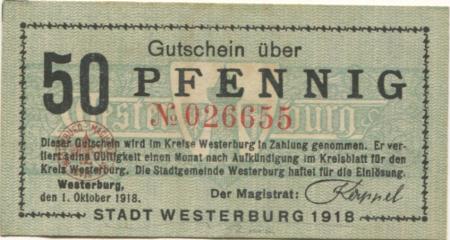 Gutschein über
50 PFENNIG
Westerburg
No 026655
Dieser Gutschein wird im Kreise Westerburg in Zahlung genommen. Er ver-
liert seine Gültigkeit einen Monat nach Aufkündigung im Kreisblatt für den
Kreis Westerburg. Die Stadtgemeinde Westerburg haftet für die Einlösung.
Westerburg,
den 1. Oktober 1918.
Der Magistrat: Kappel
STADT WESTERBURG 1918